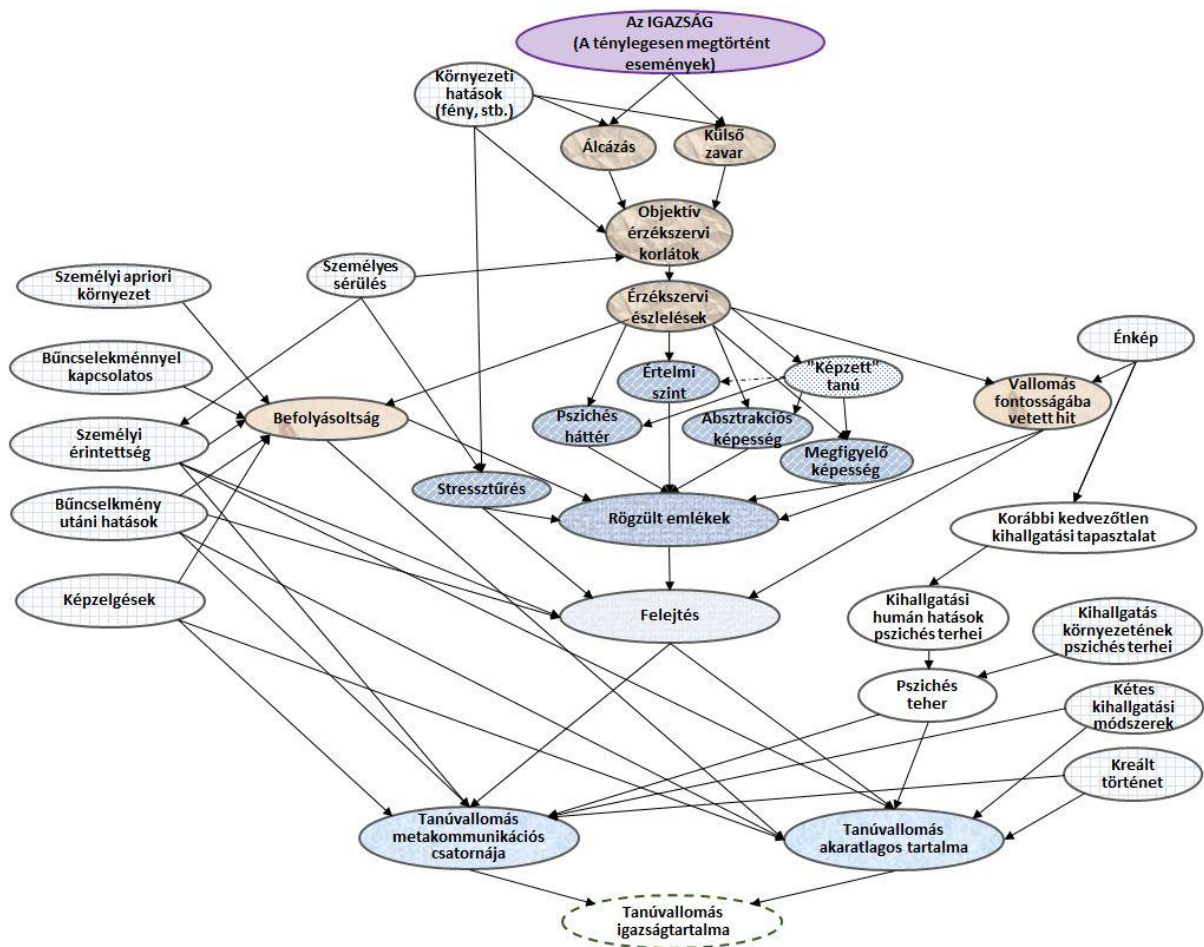 Az IGAZSÁG
(A ténylegesen megtörtént
események)
Környezeti
hatások
(fény, stb.)
Álcázás
Külső
zavar
Objektív
érzékszervi
korlátok
Személyes
sérülés
Személyi apriori
környezet
Érzékszervi
észlelések
Énkép
Bűncselekménnyel
kapcsolatos
Értelmi
szint
"Képzett"
tanú
Vallomás
fontosságába
vetett hit
Befolyásoltság
Pszichés
háttér
Absztrakciós
képesség
Személyi
érintettség
Megfigyelő
képesség
Stressztűrés
Bűncselkmény
utáni hatások
Rögzült emlékek
Korábbi kedvezőtlen
kihallgatási tapasztalat
Képzelgések
Felejtés
Kihallgatási
humán hatások
pszichés terhei
Kihallgatás
környezetének
pszichés terhei
Pszichés
teher
Kétes
kihallgatási
módszerek
Kreált
történet
Tanúvallomás
metakommunikációs
csatornája
Tanúvallomás
akaratlagos tartalma
Tanúvallomás
igazságtartalma